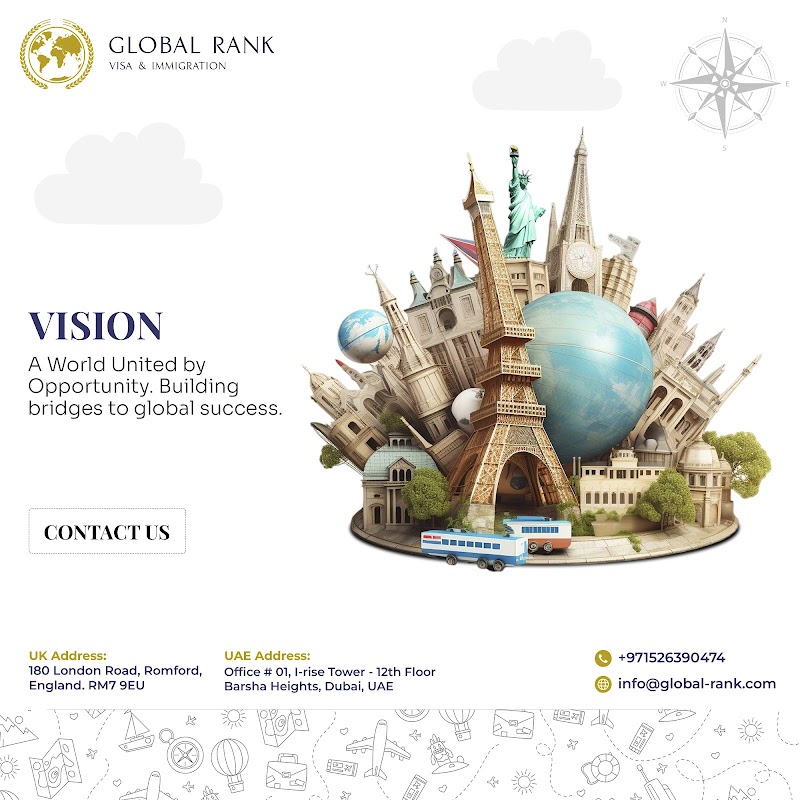 GLOBAL RANK
VISA & IMMIGRATION
N
W
E
S
VISION
A World United by
Opportunity. Building
bridges to global success.
CONTACT US
UK Address:
180 London Road, Romford,
England. RM7 9EU
UAE Address:
Office # 01, I-rise Tower - 12th Floor
Barsha Heights, Dubai, UAE
+971526390474
info@global-rank.com